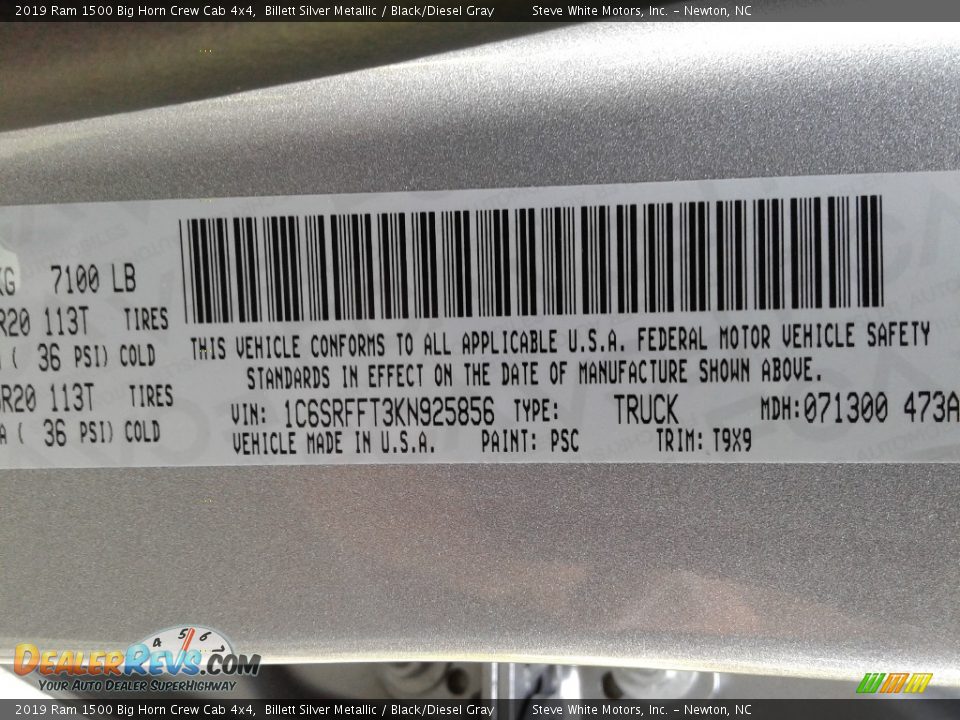 2019 Ram 1500 Big Horn Crew Cab 4x4, Billett Silver Metallic / Black/Diesel Gray Steve White Motors, Inc. – Newton, NC
7100 LB
R20 113T TIRES
( 36 PSI) COLD
R20 113T TIRES
A ( 36 PSI) COLD
THIS VEHICLE CONFORMS TO ALL APPLICABLE U.S.A. FEDERAL MOTOR VEHICLE SAFETY
STANDARDS IN EFFECT ON THE DATE OF MANUFACTURE SHOWN ABOVE.
VIN: 1C6SRFFT3KN925856 TYPE: TRUCK MDH:071300 473A
VEHICLE MADE IN U.S.A. PAINT: PSC TRIM: T9X9
4 5 6
DealerRevs.com
Your Auto Dealer SuperHighway
2019 Ram 1500 Big Horn Crew Cab 4x4, Billett Silver Metallic / Black/Diesel Gray Steve White Motors, Inc. – Newton, NC